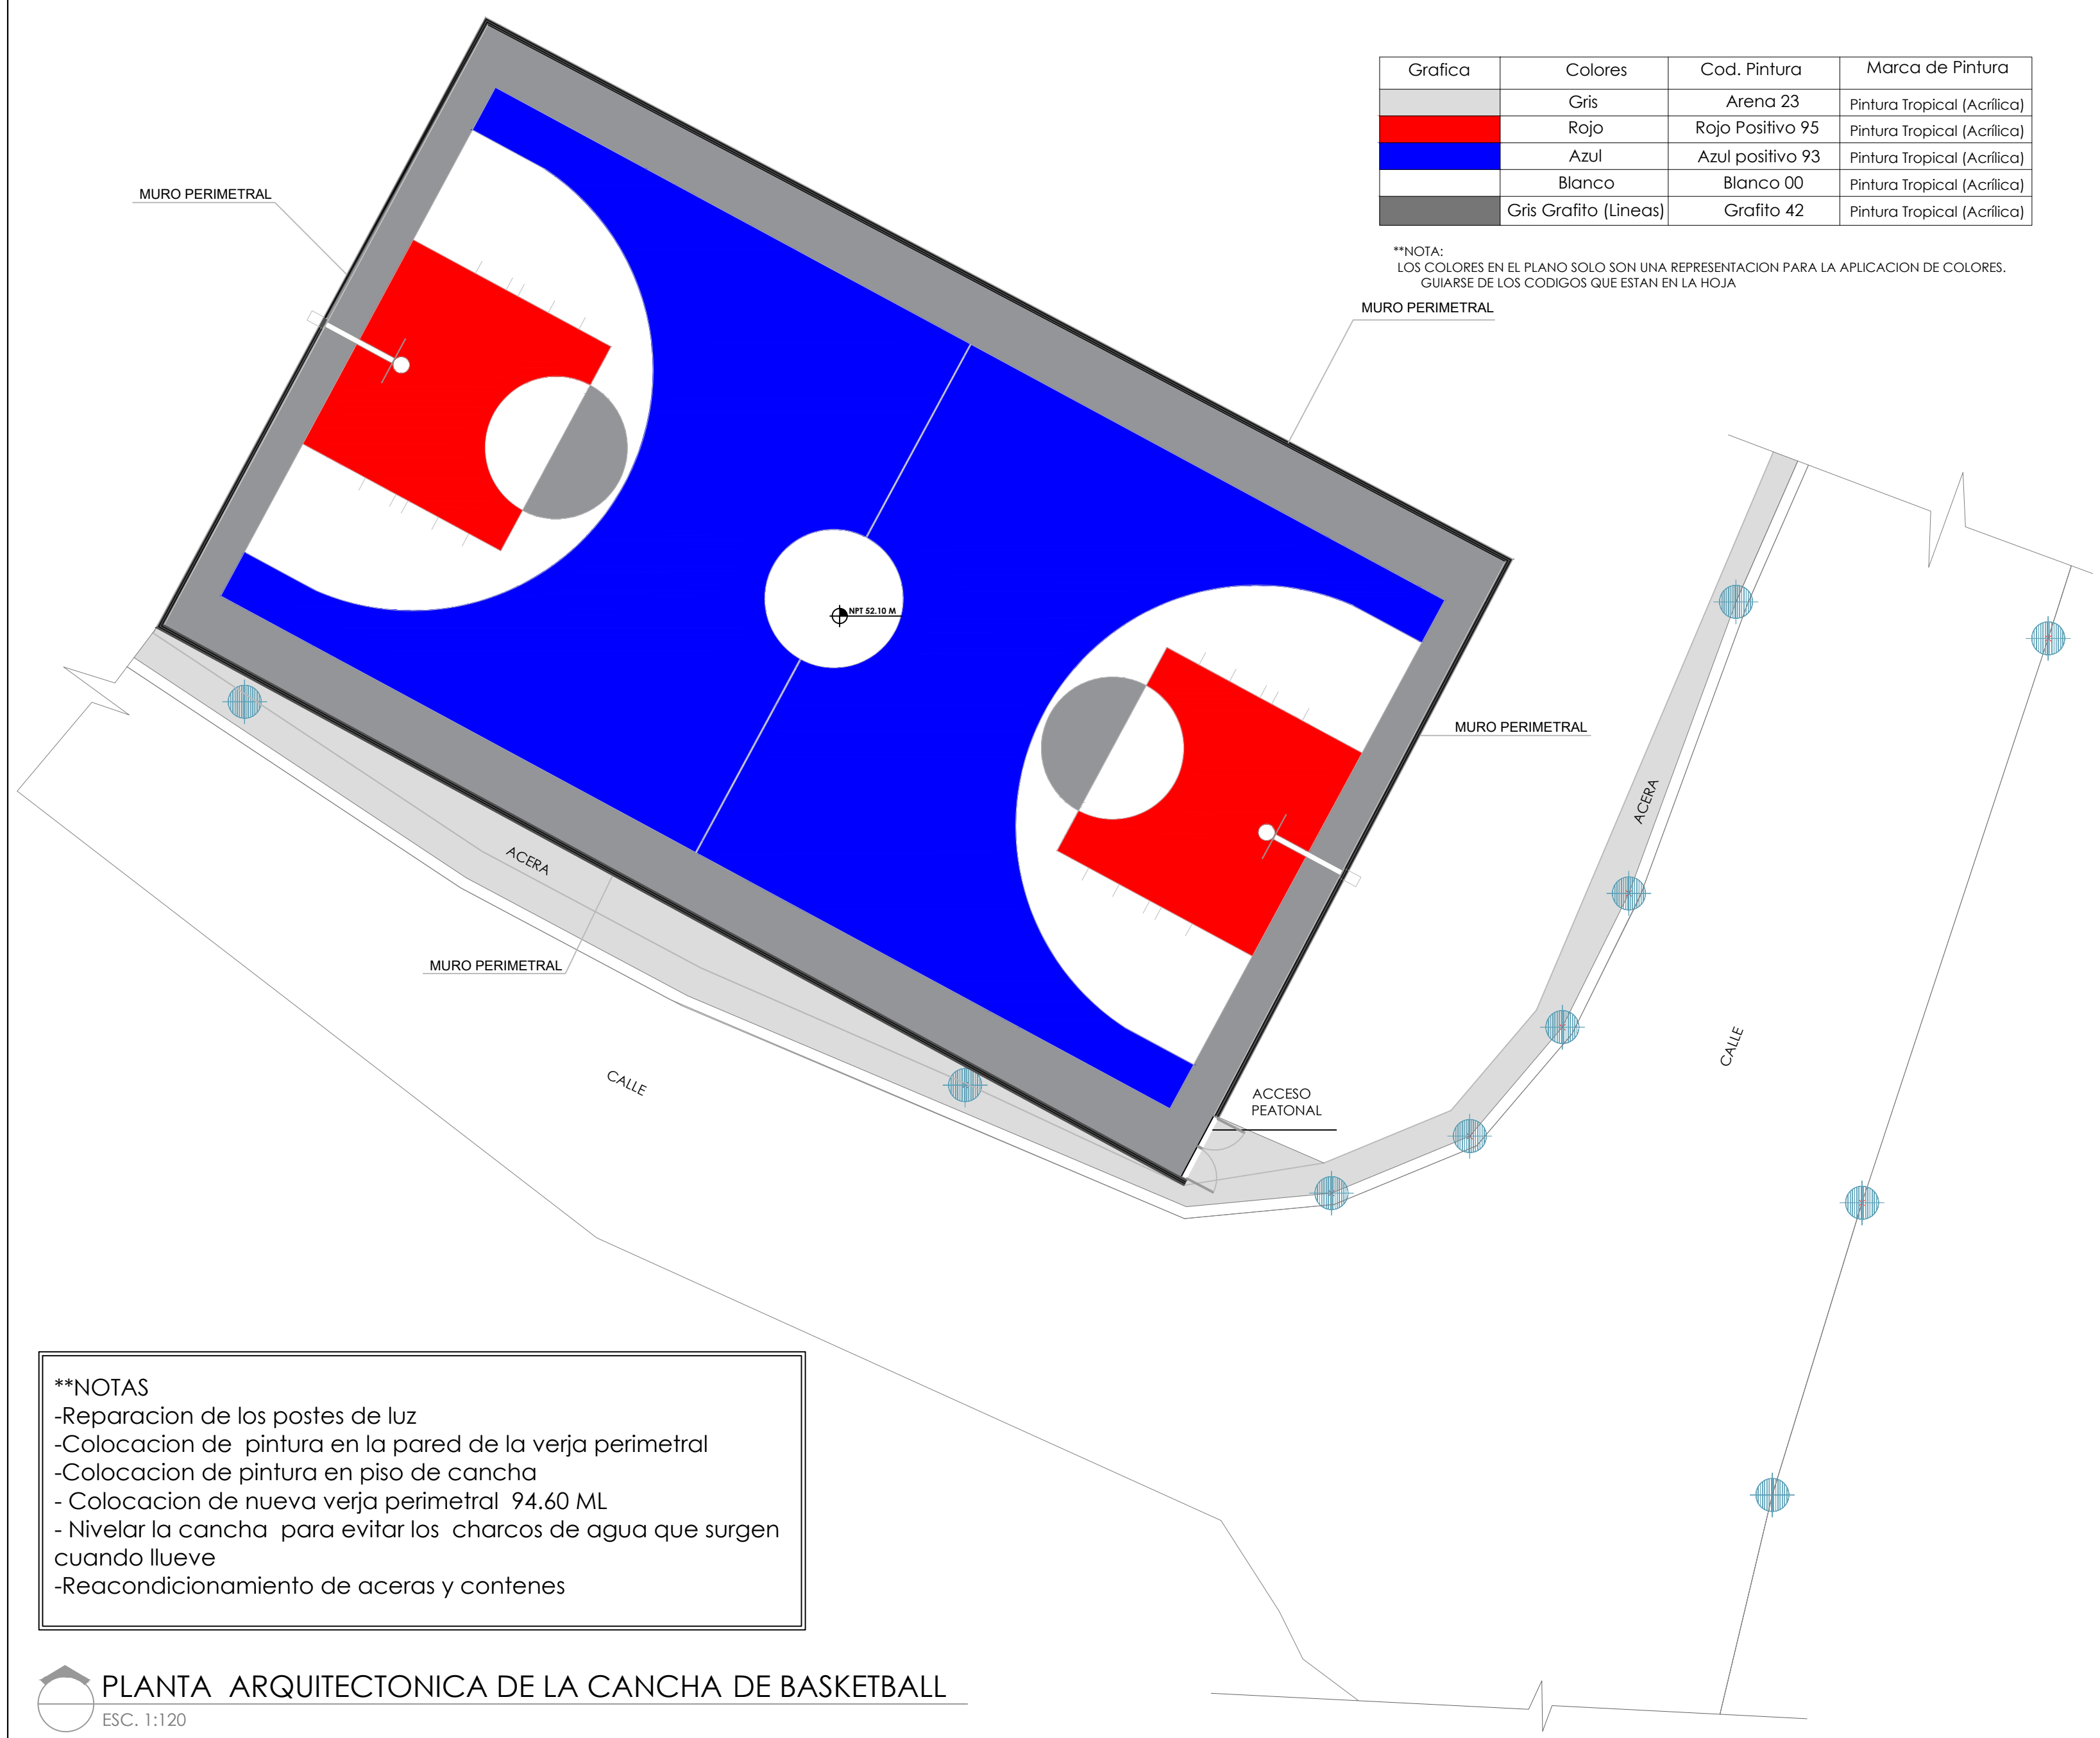 Grafica Colores Cod. Pintura Marca de Pintura
Gris Arena 23 Pintura Tropical (Acrílica)
Rojo Rojo Positivo 95 Pintura Tropical (Acrílica)
Azul Azul positivo 93 Pintura Tropical (Acrílica)
Blanco Blanco 00 Pintura Tropical (Acrílica)
Gris Grafito (Lineas) Grafito 42 Pintura Tropical (Acrílica)
**NOTA:
LOS COLORES EN EL PLANO SOLO SON UNA REPRESENTACION PARA LA APLICACION DE COLORES.
GUIARSE DE LOS CODIGOS QUE ESTAN EN LA HOJA
MURO PERIMETRAL
MURO PERIMETRAL
NPT 52.10 M
MURO PERIMETRAL
ACERA
ACERA
MURO PERIMETRAL
CALLE
CALLE
ACCESO
PEATONAL
**NOTAS
-Reparacion de los postes de luz
-Colocacion de pintura en la pared de la verja perimetral
-Colocacion de pintura en piso de cancha
- Colocacion de nueva verja perimetral 94.60 ML
- Nivelar la cancha para evitar los charcos de agua que surgen
cuando llueve
-Reacondicionamiento de aceras y contenes
PLANTA ARQUITECTONICA DE LA CANCHA DE BASKETBALL
ESC. 1:120